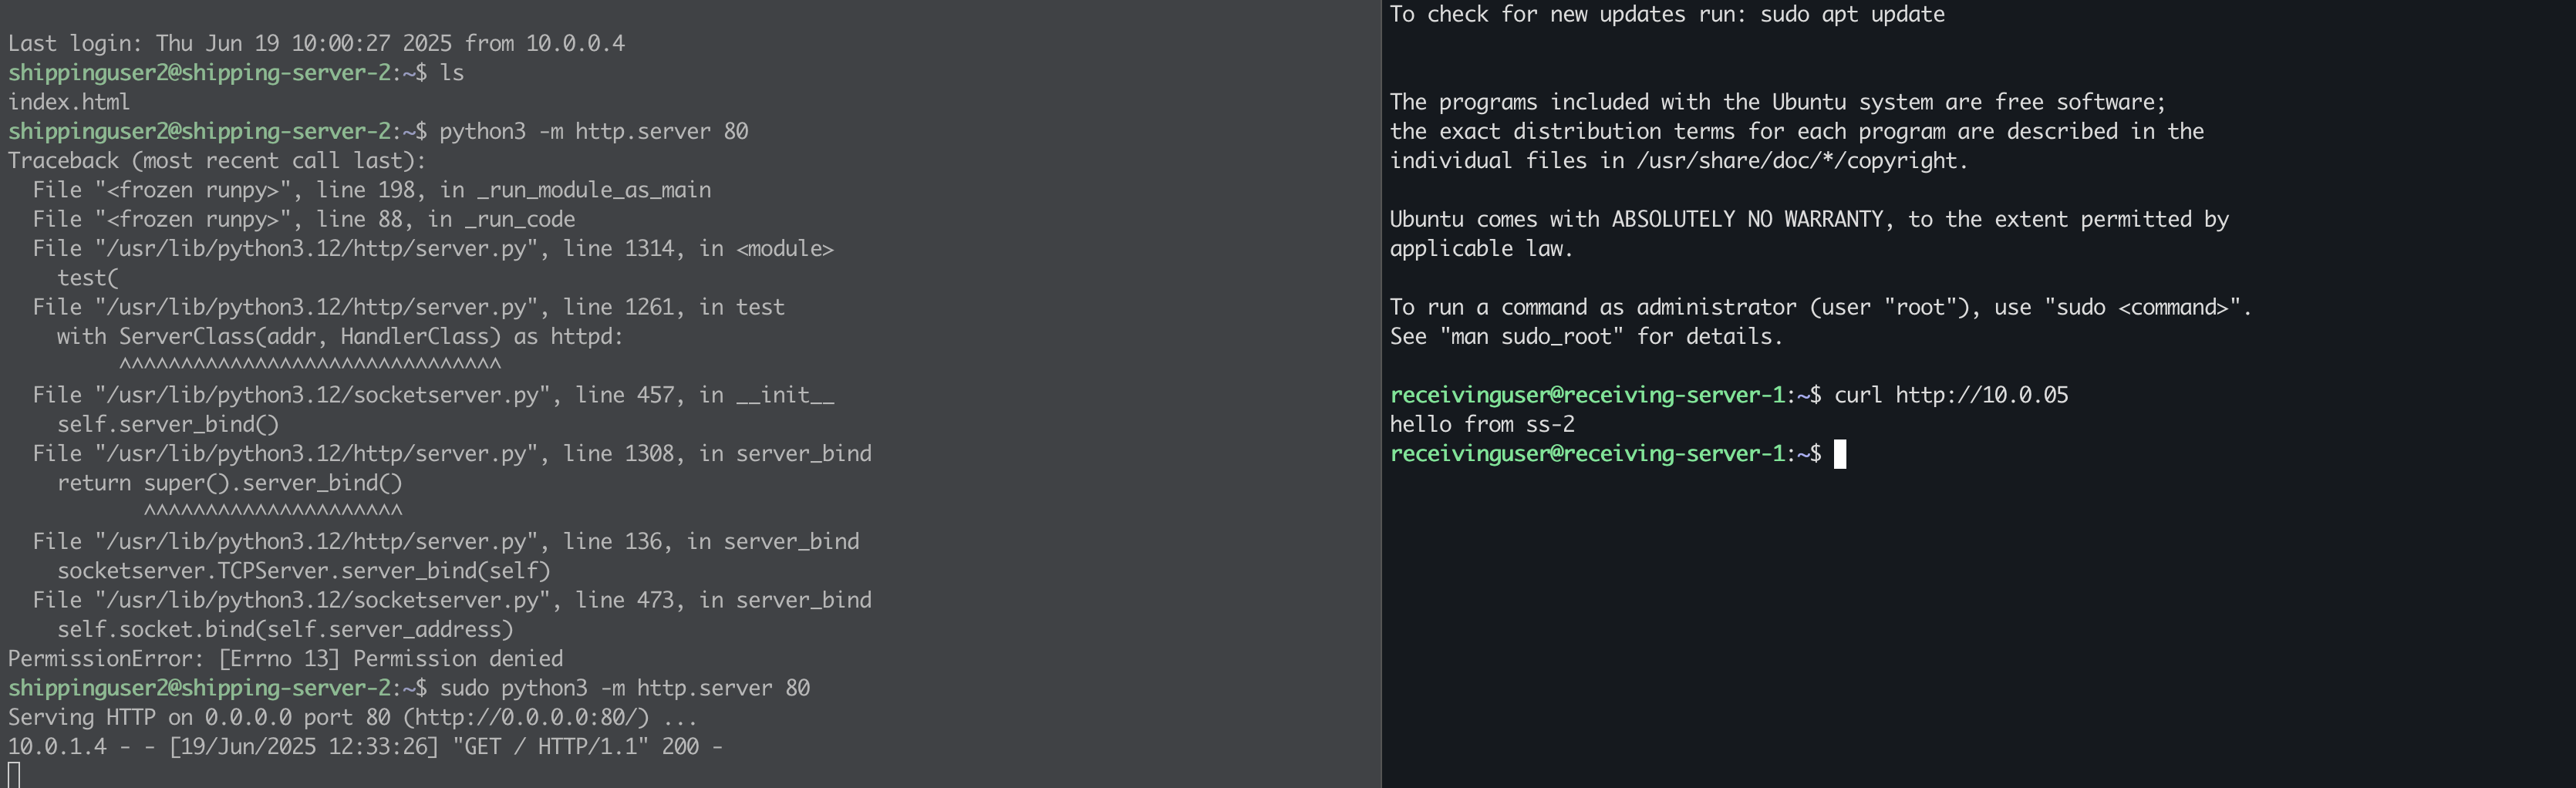 Last login: Thu Jun 19 10:00:27 2025 from 10.0.0.4
shippinguser2@shipping-server-2:~$ ls
index.html
shippinguser2@shipping-server-2:~$ python3 -m http.server 80
Traceback (most recent call last):
  File "<frozen runpy>", line 198, in _run_module_as_main
  File "<frozen runpy>", line 88, in _run_code
  File "/usr/lib/python3.12/http/server.py", line 1314, in <module>
    test(
  File "/usr/lib/python3.12/http/server.py", line 1261, in test
    with ServerClass(addr, HandlerClass) as httpd:
         ^^^^^^^^^^^^^^^^^^^^^^^^^^^^^^^
  File "/usr/lib/python3.12/socketserver.py", line 457, in __init__
    self.server_bind()
  File "/usr/lib/python3.12/http/server.py", line 1308, in server_bind
    return super().server_bind()
           ^^^^^^^^^^^^^^^^^^^^^
  File "/usr/lib/python3.12/http/server.py", line 136, in server_bind
    socketserver.TCPServer.server_bind(self)
  File "/usr/lib/python3.12/socketserver.py", line 473, in server_bind
    self.socket.bind(self.server_address)
PermissionError: [Errno 13] Permission denied
shippinguser2@shipping-server-2:~$ sudo python3 -m http.server 80
Serving HTTP on 0.0.0.0 port 80 (http://0.0.0.0:80/) ...
10.0.1.4 - - [19/Jun/2025 12:33:26] "GET / HTTP/1.1" 200 -
To check for new updates run: sudo apt update
The programs included with the Ubuntu system are free software;
the exact distribution terms for each program are described in the
individual files in /usr/share/doc/*/copyright.
Ubuntu comes with ABSOLUTELY NO WARRANTY, to the extent permitted by
applicable law.
To run a command as administrator (user "root"), use "sudo <command>".
See "man sudo_root" for details.
receivinguser@receiving-server-1:~$ curl http://10.0.05
hello from ss-2
receivinguser@receiving-server-1:~$